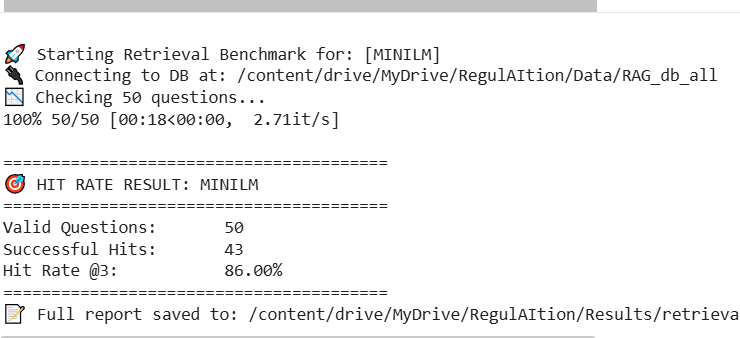 🚀 Starting Retrieval Benchmark for: [MINILM]
🔌 Connecting to DB at: /content/drive/MyDrive/RegulAItion/Data/RAG_db_all
📉 Checking 50 questions...
100% 50/50 [00:18<00:00,  2.71it/s]
========================================
🎯 HIT RATE RESULT: MINILM
========================================
Valid Questions:       50
Successful Hits:       43
Hit Rate @3:           86.00%
========================================
📝 Full report saved to: /content/drive/MyDrive/RegulAItion/Results/retrieva